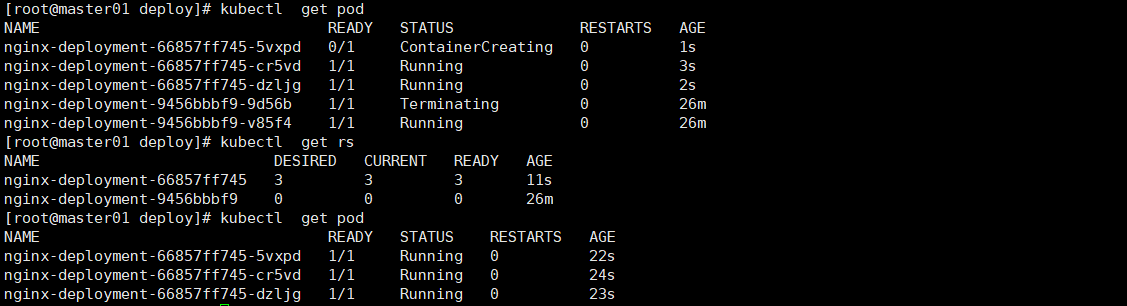 [root@master01 deploy]# kubectl  get pod
NAME                                READY   STATUS              RESTARTS   AGE
nginx-deployment-66857ff745-5vxpd   0/1     ContainerCreating   0          1s
nginx-deployment-66857ff745-cr5vd   1/1     Running             0          3s
nginx-deployment-66857ff745-dzljg   1/1     Running             0          2s
nginx-deployment-9456bbbf9-9d56b    1/1     Terminating         0          26m
nginx-deployment-9456bbbf9-v85f4    1/1     Running             0          26m
[root@master01 deploy]# kubectl  get rs
NAME                          DESIRED   CURRENT   READY   AGE
nginx-deployment-66857ff745   3         3         3       11s
nginx-deployment-9456bbbf9    0         0         0       26m
[root@master01 deploy]# kubectl  get pod
NAME                                READY   STATUS    RESTARTS   AGE
nginx-deployment-66857ff745-5vxpd   1/1     Running   0          22s
nginx-deployment-66857ff745-cr5vd   1/1     Running   0          24s
nginx-deployment-66857ff745-dzljg   1/1     Running   0          23s